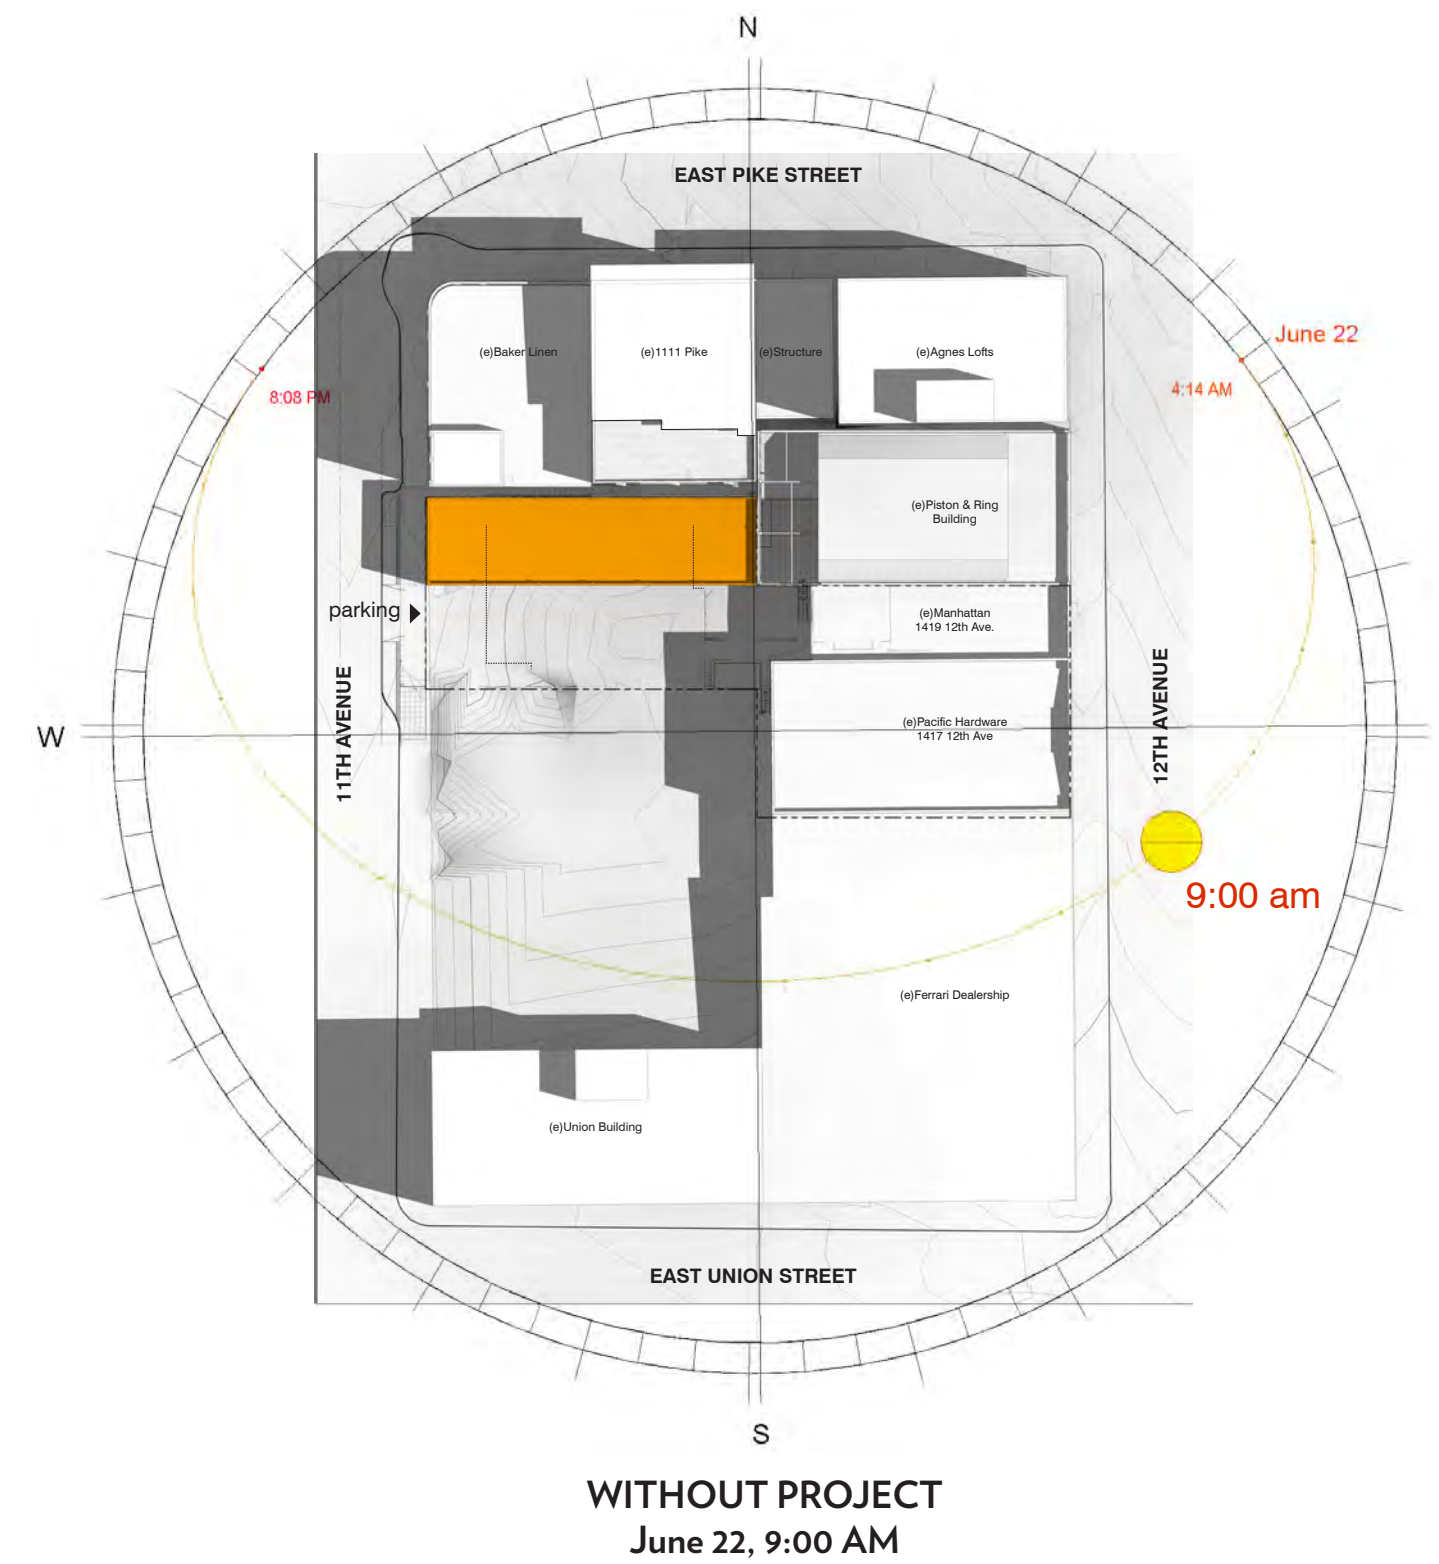 N
EAST PIKE STREET
June 22
(e)Baker Linen
(e)1111 Pike
(e)Structure
(e)Agnes Lofts
8:08 PM
4:14 AM
(e)Piston & Ring
Building
parking
(e)Manhattan
1419 12th Ave.
11TH AVENUE
12TH AVENUE
(e)Pacific Hardware
1417 12th Ave
W
9:00 am
(e)Ferrari Dealership
(e)Union Building
EAST UNION STREET
S
WITHOUT PROJECT
June 22, 9:00 AM